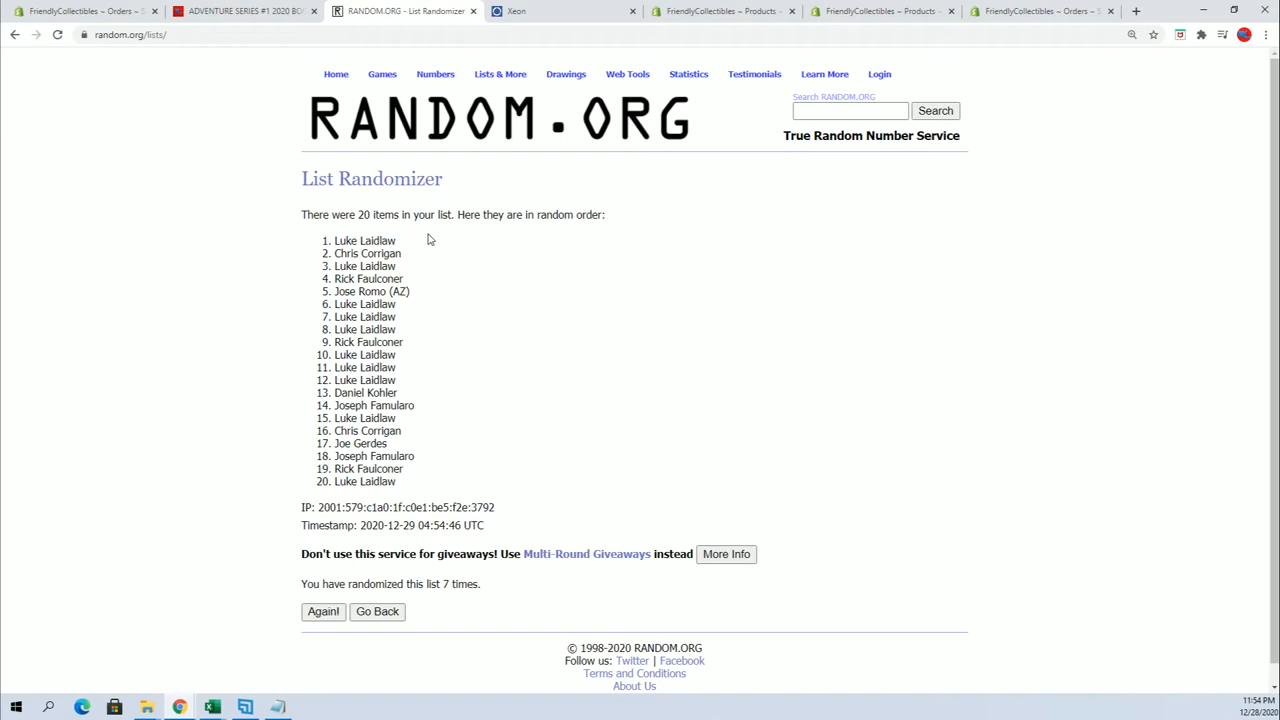 FriendlyCollectibles ~ Orders ~ S
ADVENTURE SERIES #1 2020 BD
RANDOM.ORG - List Randomizer
Xeon
FriendlyCollectibles ~ Products ~
FriendlyCollectibles ~ Products ~
FriendlyCollectibles ~ Orders ~ S
random.org/lists/
Home Games Numbers Lists & More Drawings Web Tools Statistics Testimonials Learn More Login
Search RANDOM.ORG
RANDOM.ORG
Search
True Random Number Service
List Randomizer
There were 20 items in your list. Here they are in random order:
1. Luke Laidlaw
2. Chris Corrigan
3. Luke Laidlaw
4. Rick Faulconer
5. Jose Romo (AZ)
6. Luke Laidlaw
7. Luke Laidlaw
8. Luke Laidlaw
9. Rick Faulconer
10. Luke Laidlaw
11. Luke Laidlaw
12. Luke Laidlaw
13. Daniel Kohler
14. Joseph Famularo
15. Luke Laidlaw
16. Chris Corrigan
17. Joe Gerdes
18. Joseph Famularo
19. Rick Faulconer
20. Luke Laidlaw
IP: 2001:579:c1a0:1f:c0e1:be5:f2e:3792
Timestamp: 2020-12-29 04:54:46 UTC
Don't use this service for giveaways! Use Multi-Round Giveaways instead More Info
You have randomized this list 7 times.
Again! Go Back
© 1998-2020 RANDOM.ORG
Follow us: Twitter | Facebook
Terms and Conditions
About Us
11:54 PM
12/28/2020